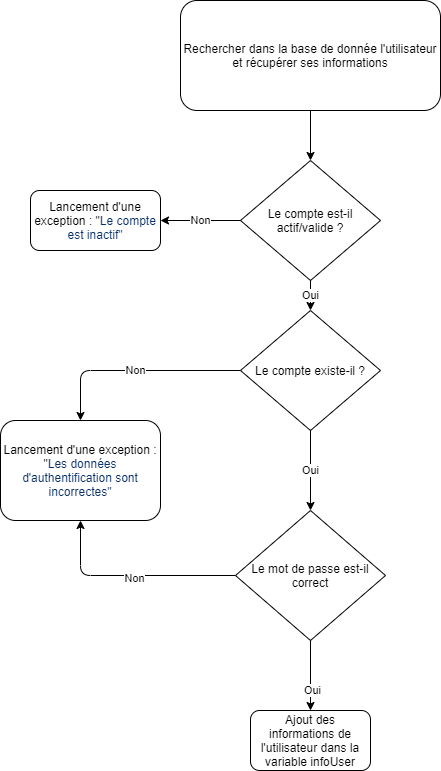 Rechercher dans la base de donnée l'utilisateur
et récupérer ses informations
Le compte est-il
actif/valide ?
Non
Lancement d'une
exception : "Le compte
est inactif"
Oui
Le compte existe-il ?
Non
Lancement d'une exception :
"Les données
d'authentification sont
incorrectes"
Oui
Le mot de passe est-il
correct
Non
Oui
Ajout des
informations de
l'utilisateur dans la
variable infoUser